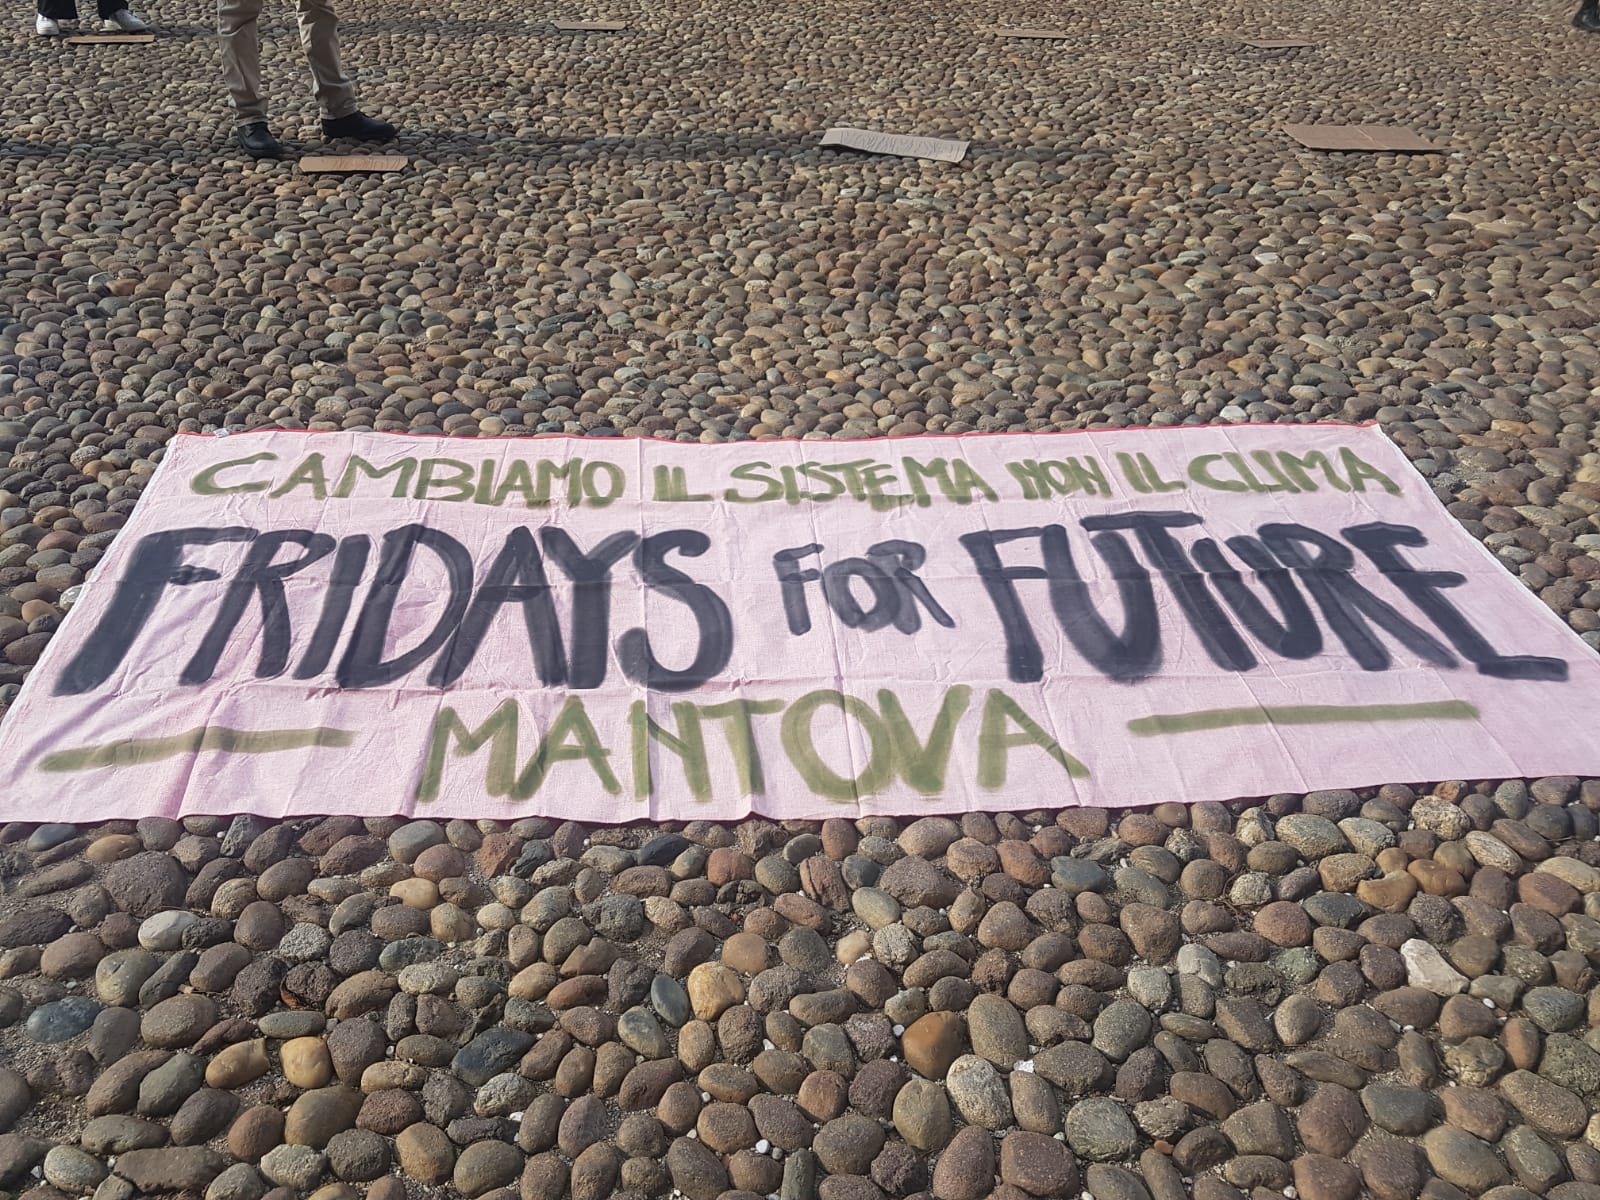 CAMBIAMO IL SISTEMA NON IL CLIMA
FRIDAYS FOR FUTURE
MANTOVA